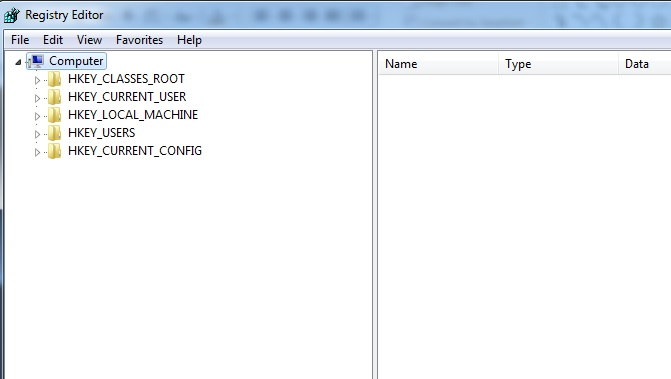 Registry Editor
File Edit View Favorites Help
Computer
HKEY_CLASSES_ROOT
HKEY_CURRENT_USER
HKEY_LOCAL_MACHINE
HKEY_USERS
HKEY_CURRENT_CONFIG
Name Type Data